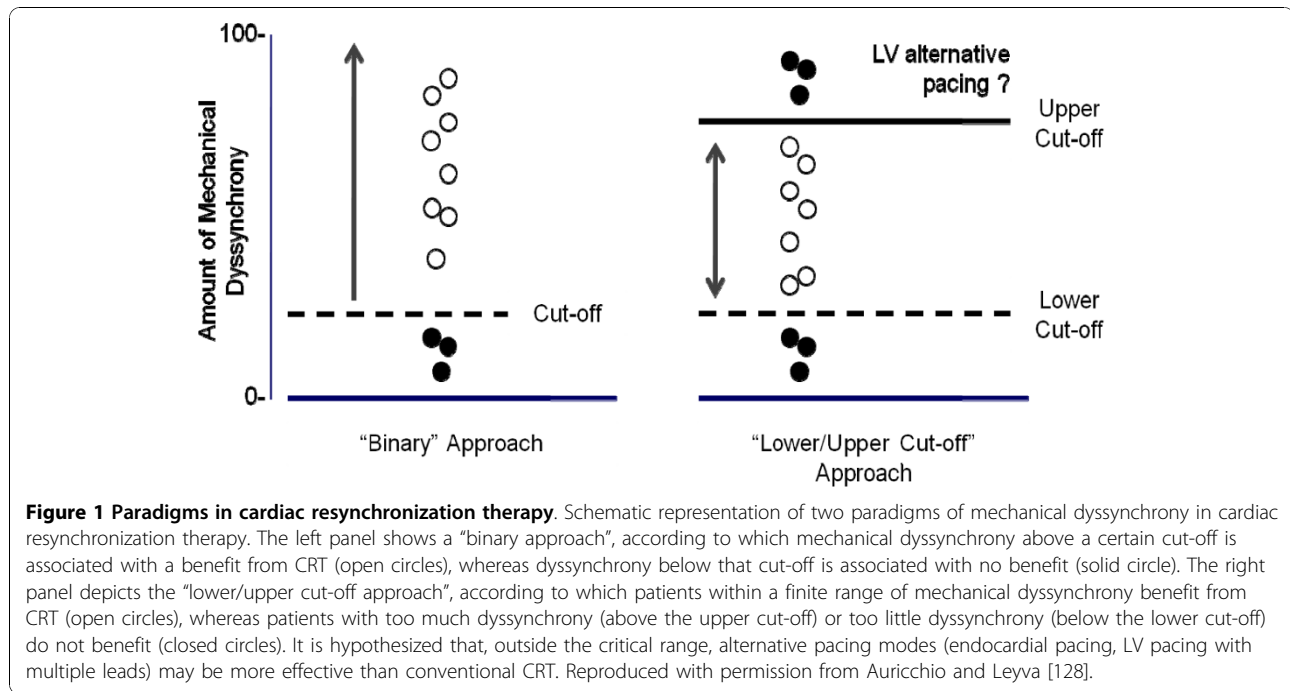 100-
LV alternative
pacing ?
Upper
Cut-off
Amount of Mechanical
Dyssynchrony
Cut-off
Lower
Cut-off
0-
“Binary” Approach
“Lower/Upper Cut-off”
Approach
Figure 1 Paradigms in cardiac resynchronization therapy. Schematic representation of two paradigms of mechanical dyssynchrony in cardiac
resynchronization therapy. The left panel shows a “binary approach”, according to which mechanical dyssynchrony above a certain cut-off is
associated with a benefit from CRT (open circles), whereas dyssynchrony below that cut-off is associated with no benefit (solid circle). The right
panel depicts the “lower/upper cut-off approach”, according to which patients within a finite range of mechanical dyssynchrony benefit from
CRT (open circles), whereas patients with too much dyssynchrony (above the upper cut-off) or too little dyssynchrony (below the lower cut-off)
do not benefit (closed circles). It is hypothesized that, outside the critical range, alternative pacing modes (endocardial pacing, LV pacing with
multiple leads) may be more effective than conventional CRT. Reproduced with permission from Auricchio and Leyva [128].